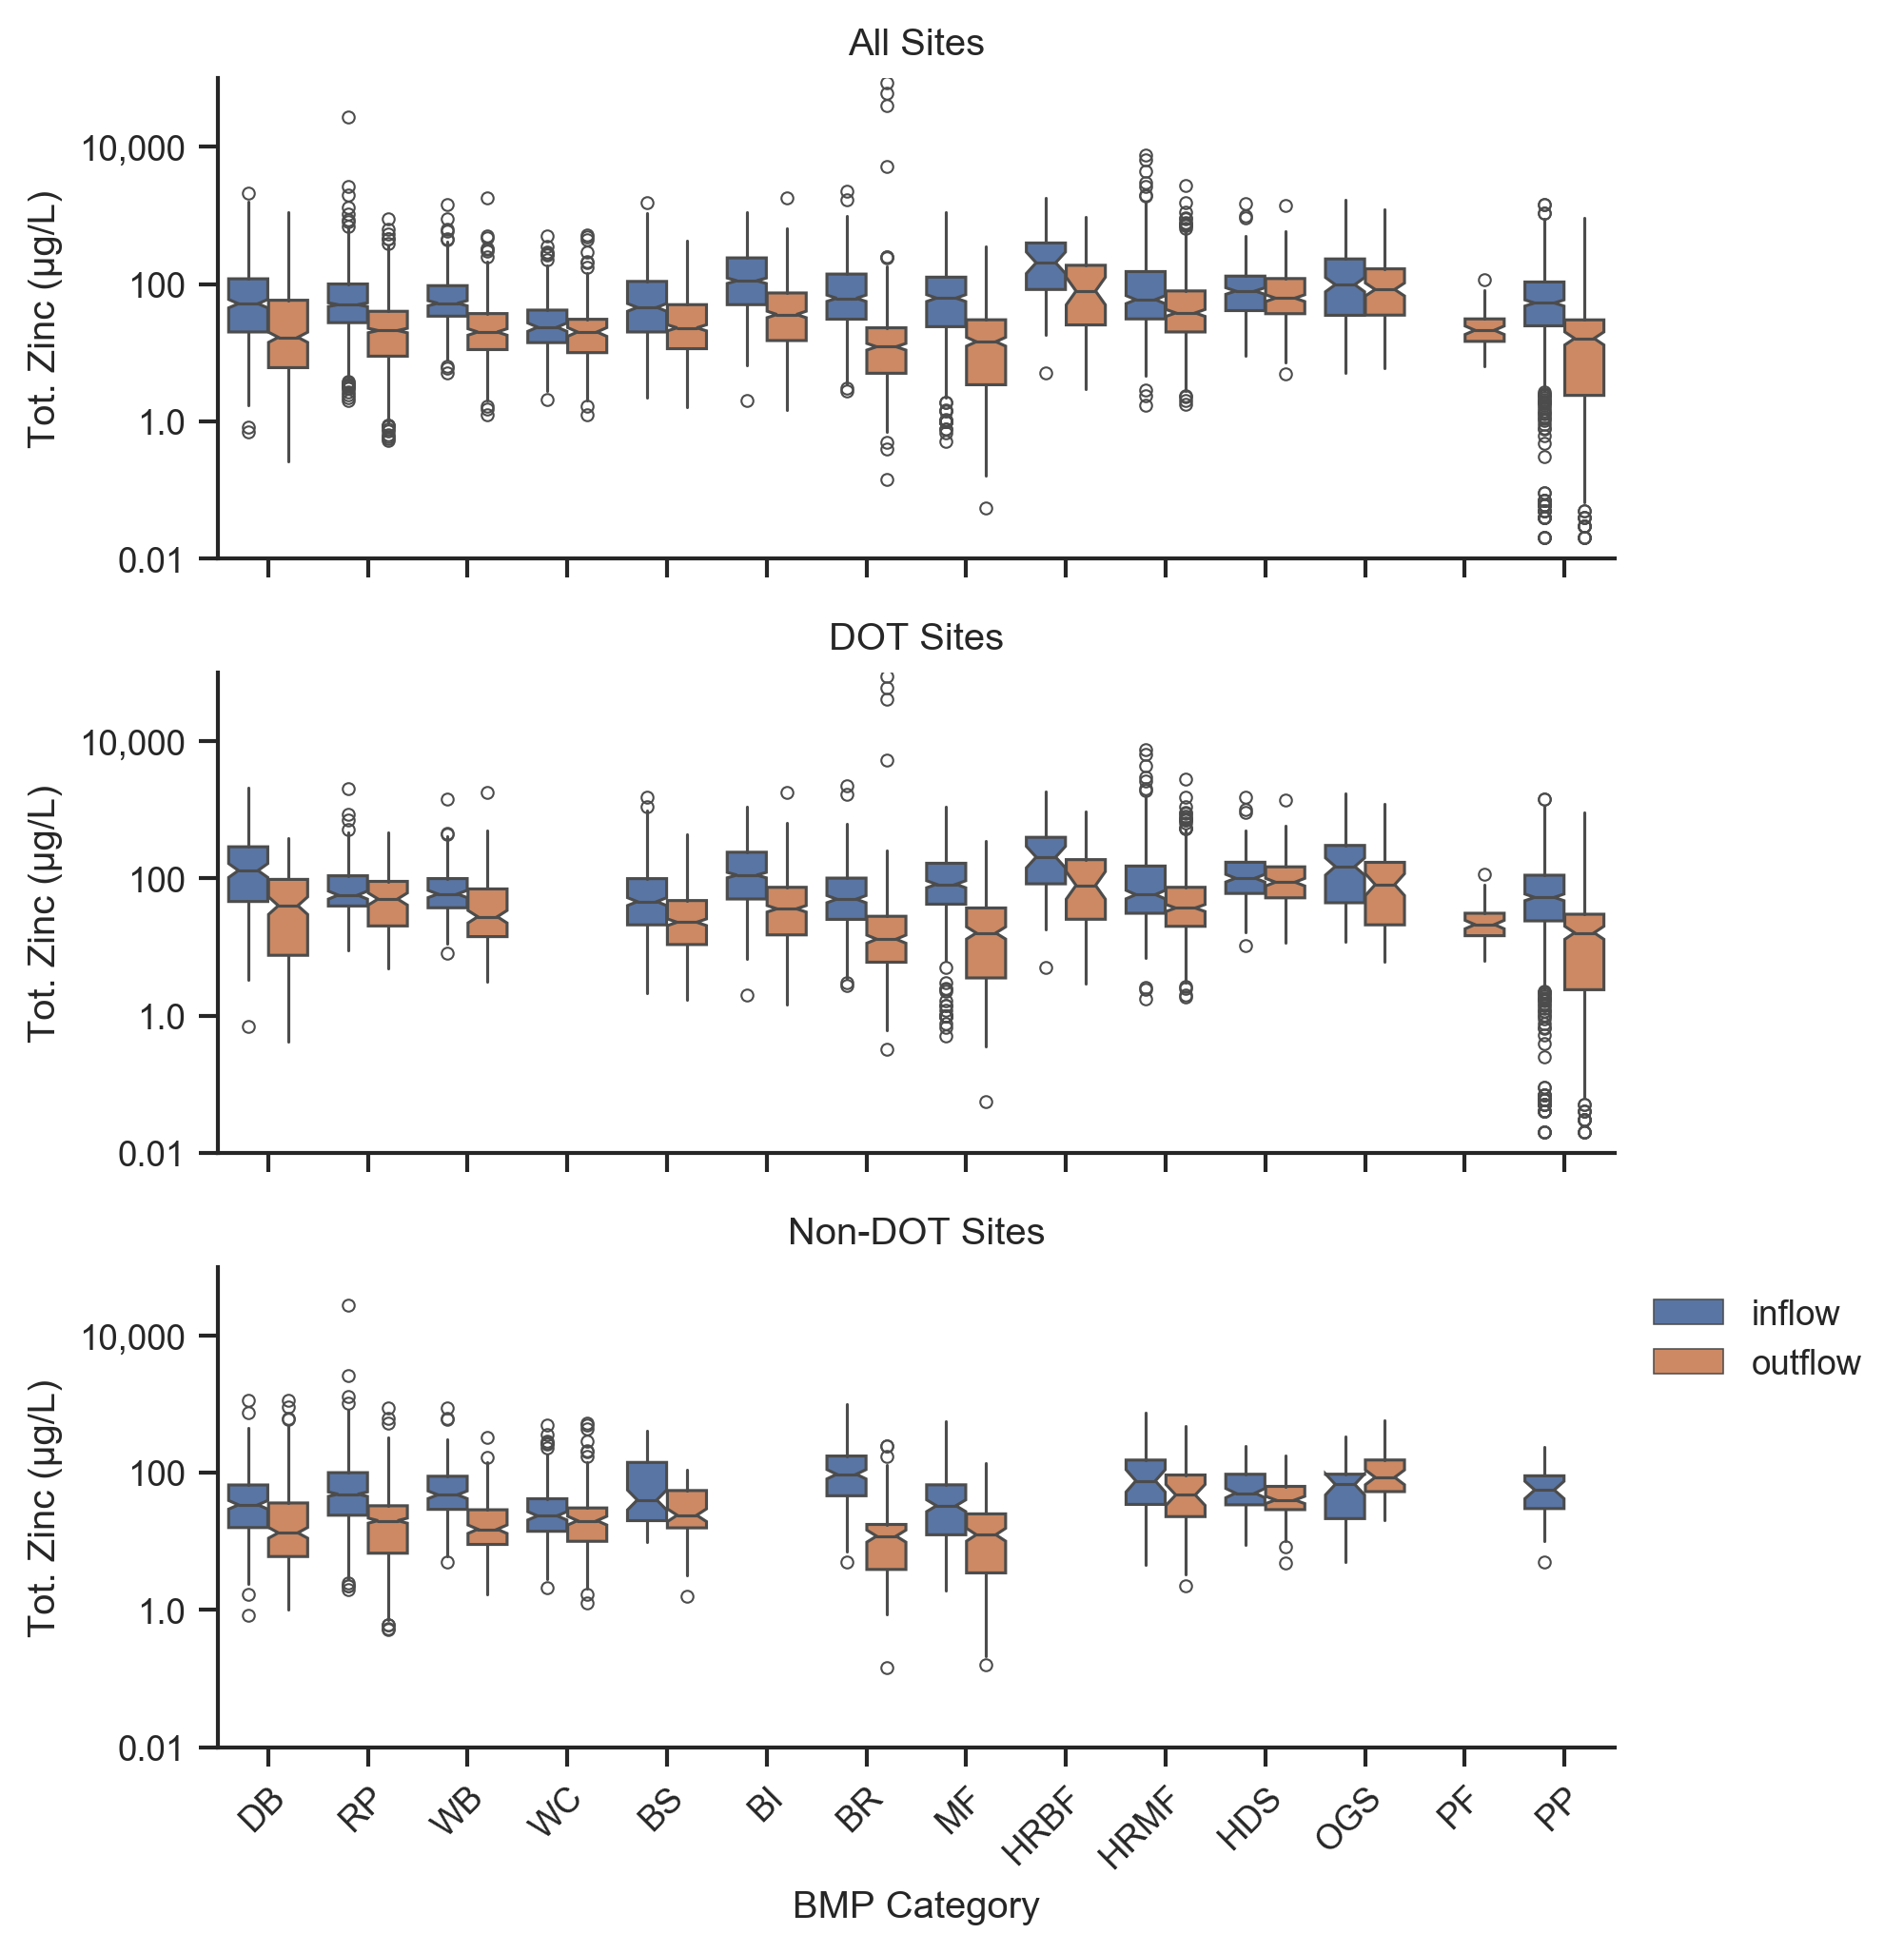 All Sites
Tot. Zinc (µg/L)
10,000
100
1.0
0.01
DOT Sites
Tot. Zinc (µg/L)
10,000
100
1.0
0.01
Non-DOT Sites
Tot. Zinc (µg/L)
10,000
100
1.0
0.01
inflow
outflow
DB RP WB WC BS BI BR MF HRBF HRMF HDS OGS PF PP
BMP Category